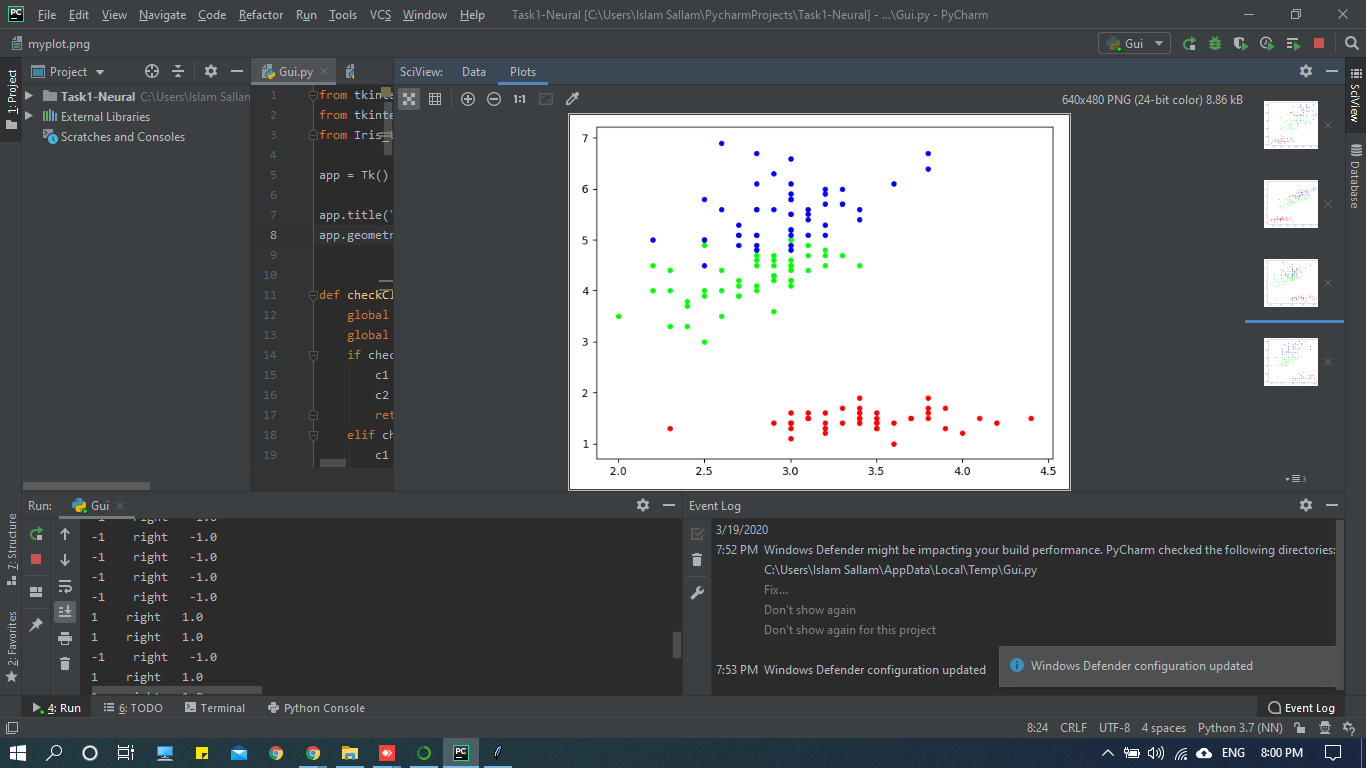 PC File Edit View Navigate Code Refactor Run Tools VCS Window Help Task1-Neural [C:\Users\Islam Sallam\PycharmProjects\Task1-Neural] - ...\Gui.py - PyCharm
myplot.png Gui
1: Project
Project Gui.py SciView: Data Plots
Task1-Neural C:\Users\Islam Sallam
External Libraries
Scratches and Consoles
1 from tkinte
2 from tkinte
3 from Iris_
4
5 app = Tk()
6
7 app.title('
8 app.geometr
9
10
11 def checkCl
12 global
13 global
14 if chec
15 c1
16 c2
17 ret
18 elif ch
19 c1
1:1 640x480 PNG (24-bit color) 8.86 kB
7
6
5
4
3
2
1
2.0 2.5 3.0 3.5 4.0 4.5
3
SciView
Database
7: Structure
2: Favorites
Run: Gui
-1 right -1.0
-1 right -1.0
-1 right -1.0
-1 right -1.0
-1 right -1.0
1 right 1.0
1 right 1.0
-1 right -1.0
1 right 1.0
Event Log
3/19/2020
7:52 PM Windows Defender might be impacting your build performance. PyCharm checked the following directories:
C:\Users\Islam Sallam\AppData\Local\Temp\Gui.py
Fix...
Don't show again
Don't show again for this project
7:53 PM Windows Defender configuration updated
Windows Defender configuration updated
4: Run 6: TODO Terminal Python Console Event Log
8:24 CRLF UTF-8 4 spaces Python 3.7 (NN)
PC ENG 8:00 PM